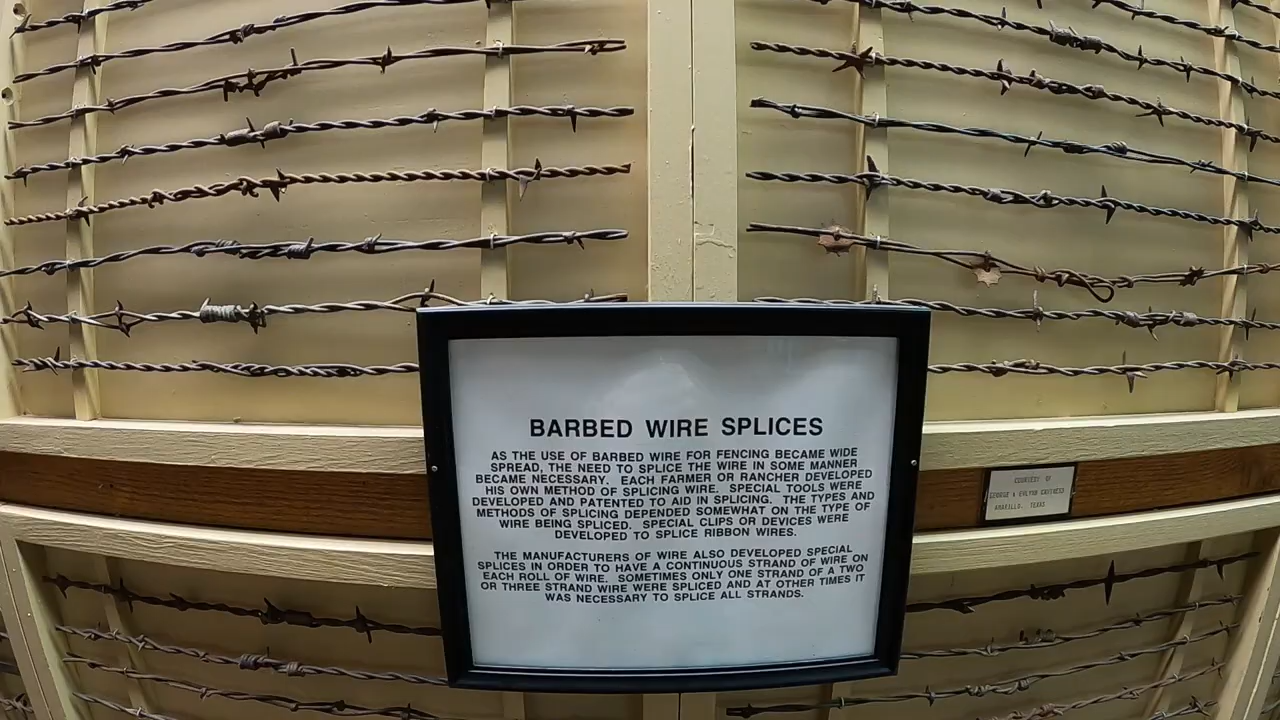 BARBED WIRE SPLICES
AS THE USE OF BARBED WIRE FOR FENCING BECAME WIDE
SPREAD, THE NEED TO SPLICE THE WIRE IN SOME MANNER
BECAME NECESSARY. EACH FARMER OR RANCHER DEVELOPED
HIS OWN METHOD OF SPLICING WIRE. SPECIAL TOOLS WERE
DEVELOPED AND PATENTED TO AID IN SPLICING. THE TYPES AND
METHODS OF SPLICING DEPENDED SOMEWHAT ON THE TYPE OF
WIRE BEING SPLICED. SPECIAL CLIPS OR DEVICES WERE
DEVELOPED TO SPLICE RIBBON WIRES.
THE MANUFACTURERS OF WIRE ALSO DEVELOPED SPECIAL
SPLICES IN ORDER TO HAVE A CONTINUOUS STRAND OF WIRE ON
EACH ROLL OF WIRE. SOMETIMES ONLY ONE STRAND OF A TWO
OR THREE STRAND WIRE WERE SPLICED AND AT OTHER TIMES IT
WAS NECESSARY TO SPLICE ALL STRANDS.
COURTESY OF
GEORGE & EVLYON
AMARILLO, TEXAS